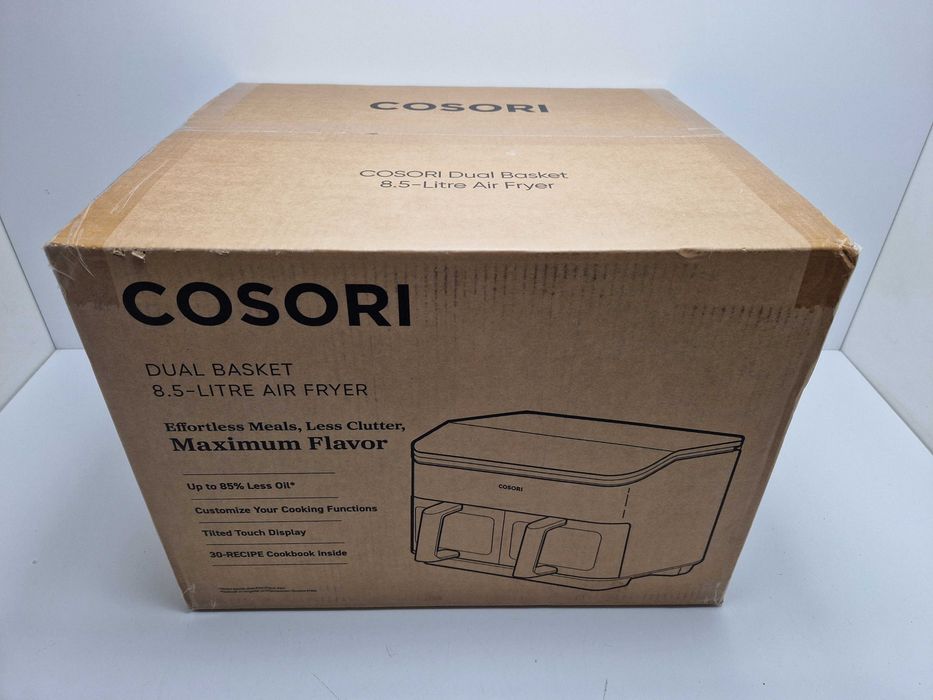 COSORI
COSORI Dual Basket
8.5-Litre Air Fryer
COSORI
DUAL BASKET
8.5-LITRE AIR FRYER
Effortless Meals, Less Clutter,
Maximum Flavor
Up to 85% Less Oil*
Customize Your Cooking Functions
Tilted Touch Display
30-RECIPE Cookbook Inside
COSORI